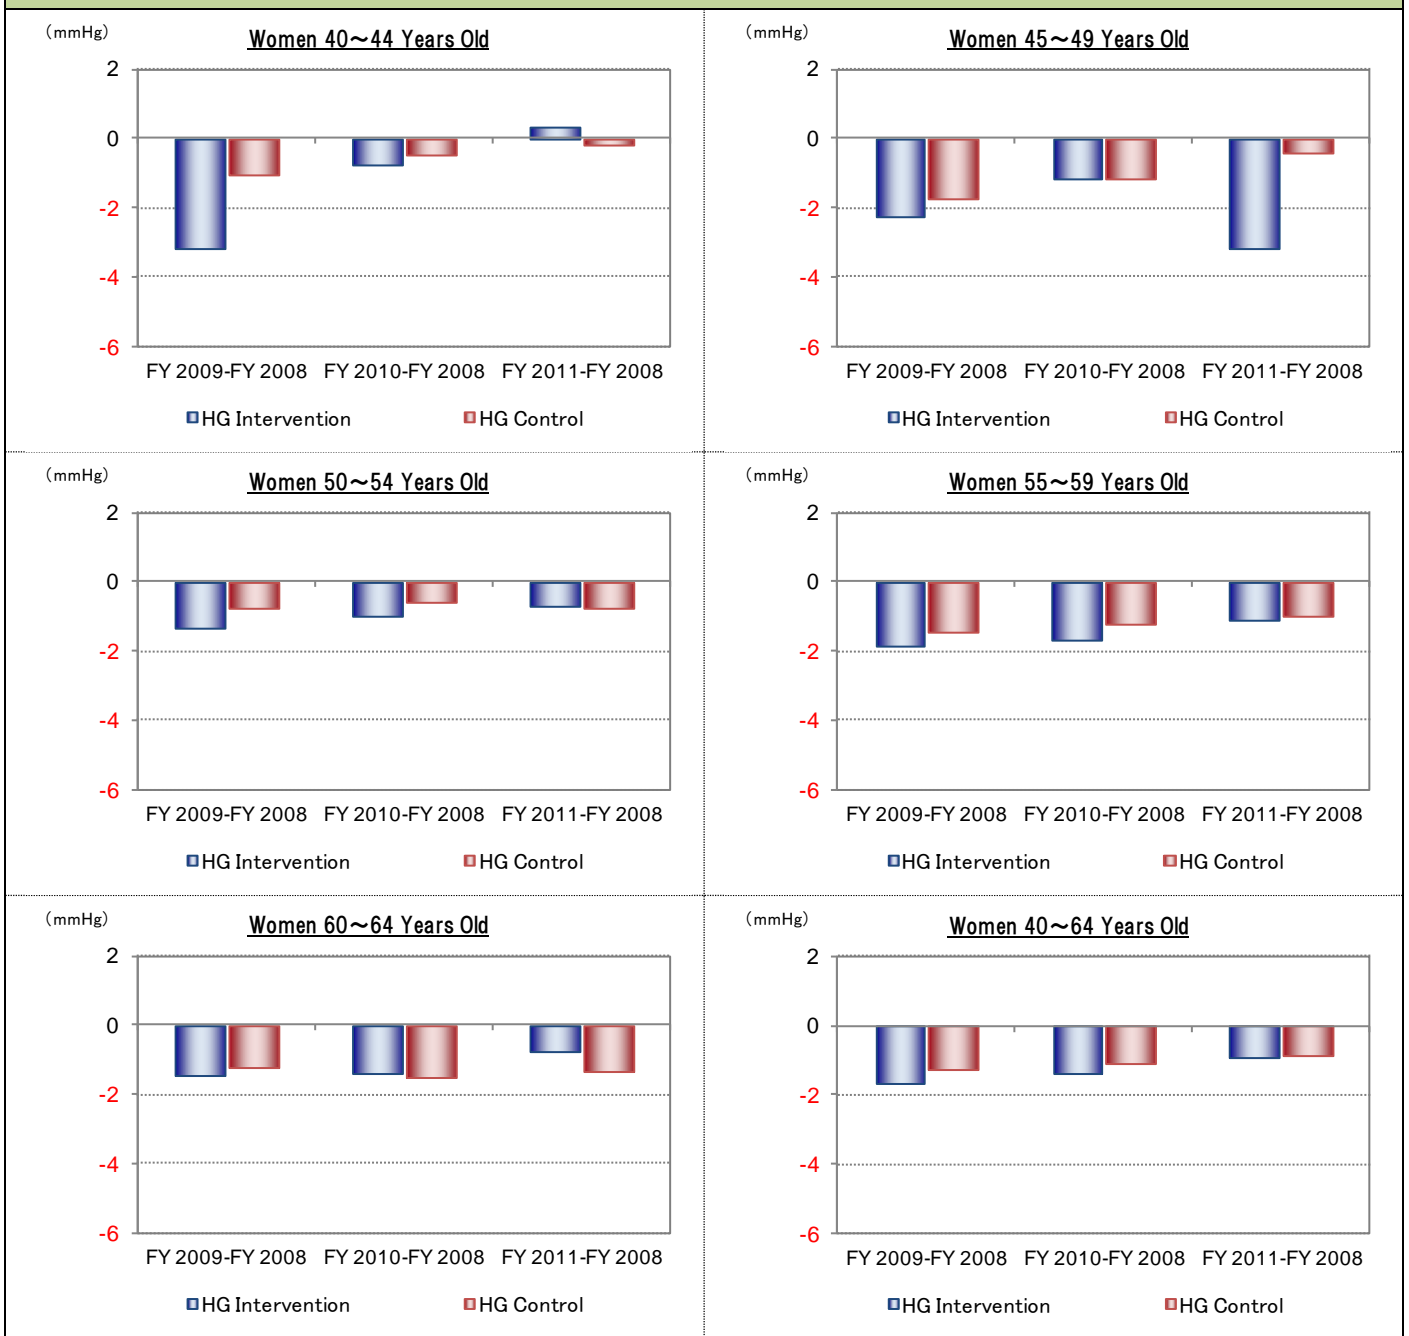 （mmHg）
Women 40～44 Years Old
2
0
-2
-4
-6
FY 2009-FY 2008 FY 2010-FY 2008 FY 2011-FY 2008
HG Intervention HG Control
（mmHg）
Women 45～49 Years Old
2
0
-2
-4
-6
FY 2009-FY 2008 FY 2010-FY 2008 FY 2011-FY 2008
HG Intervention HG Control
（mmHg）
Women 50～54 Years Old
2
0
-2
-4
-6
FY 2009-FY 2008 FY 2010-FY 2008 FY 2011-FY 2008
HG Intervention HG Control
（mmHg）
Women 55～59 Years Old
2
0
-2
-4
-6
FY 2009-FY 2008 FY 2010-FY 2008 FY 2011-FY 2008
HG Intervention HG Control
（mmHg）
Women 60～64 Years Old
2
0
-2
-4
-6
FY 2009-FY 2008 FY 2010-FY 2008 FY 2011-FY 2008
HG Intervention HG Control
（mmHg）
Women 40～64 Years Old
2
0
-2
-4
-6
FY 2009-FY 2008 FY 2010-FY 2008 FY 2011-FY 2008
HG Intervention HG Control